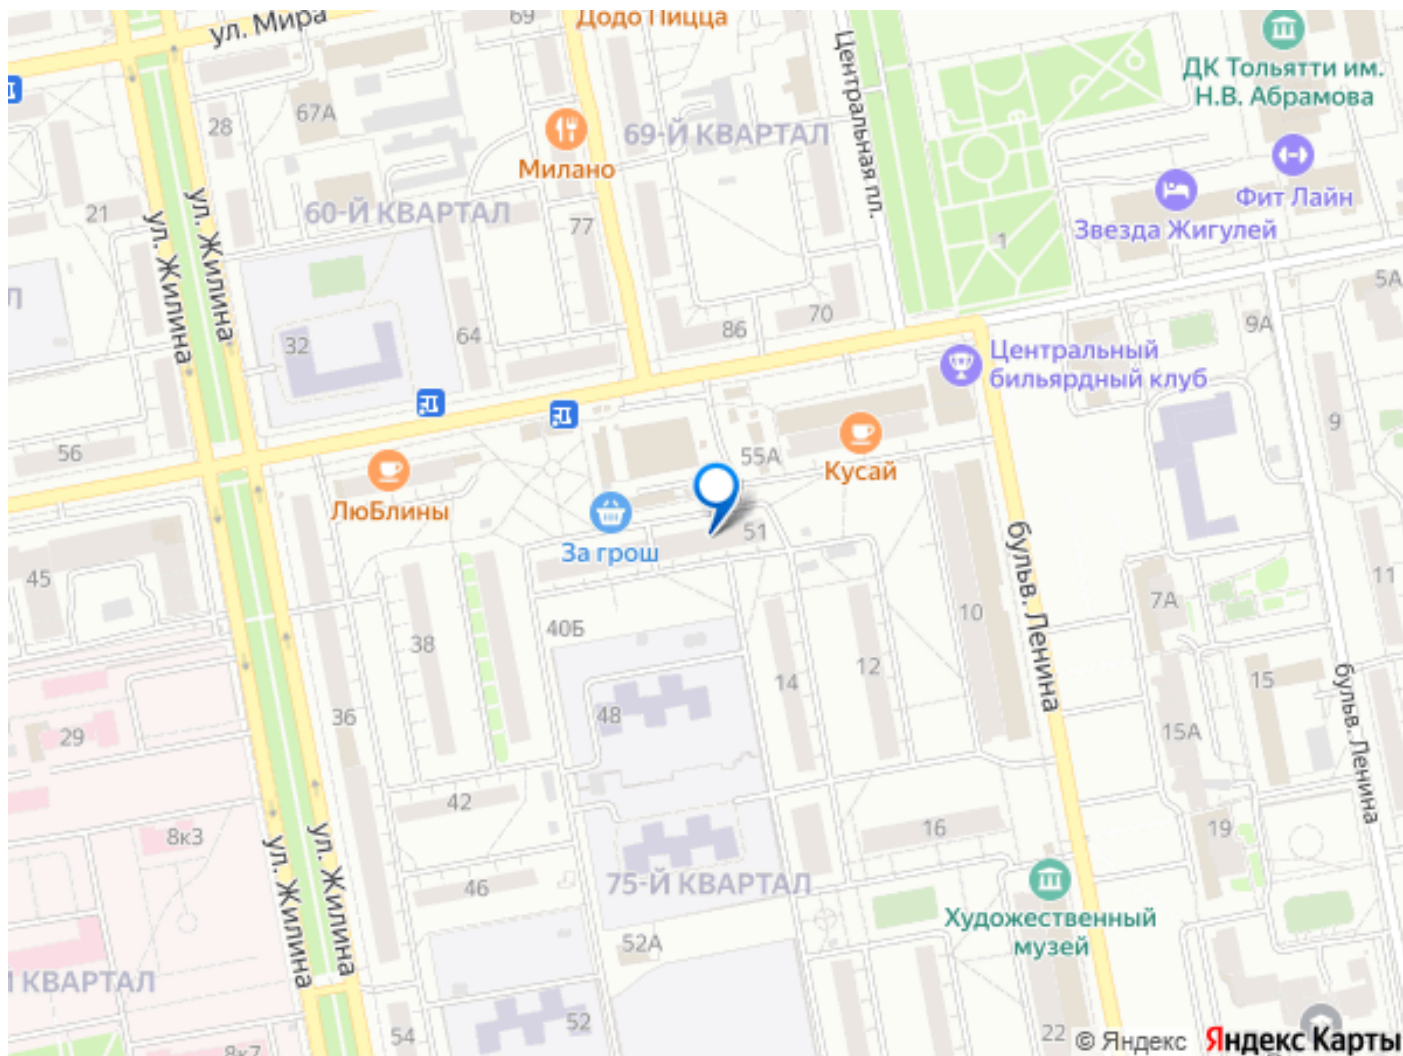 ул. Мира
69
Додо Пицца
Центральная пл.
ДК Тольятти им.
Н.В. Абрамова
67А
28
Милано
69-Й КВАРТАЛ
Фит Лайн
Звезда Жигулей
21
ул. Жилина
ул. Жилина
60-Й КВАРТАЛ
77
1
5А
Л
32
64
86
70
9А
Центральный
бильярдный клуб
56
9
ЛюБлины
55А
Кусай
За грош
51
бульв. Ленина
45
38
40Б
10
7А
11
12
14
15
36
48
29
15А
бульв. Ленина
42
8к3
16
19
ул. Жилина
ул. Жилина
46
75-Й КВАРТАЛ
Художественный
музей
52А
КВАРТАЛ
54
52
22
8к7
© Яндекс
Яндекс Карты